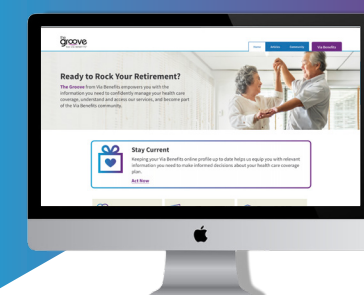 The
groove
Home Articles Community Via Benefits
Ready to Rock Your Retirement?
The Groove from Via Benefits empowers you with the
information you need to confidently manage your health care
coverage, understand and access our services, and become part
of the Via Benefits community.
Stay Current
Keeping your Via Benefits online profile up to date helps us equip you with relevant
information you need to make informed decisions about your health care coverage
plan.
Act Now